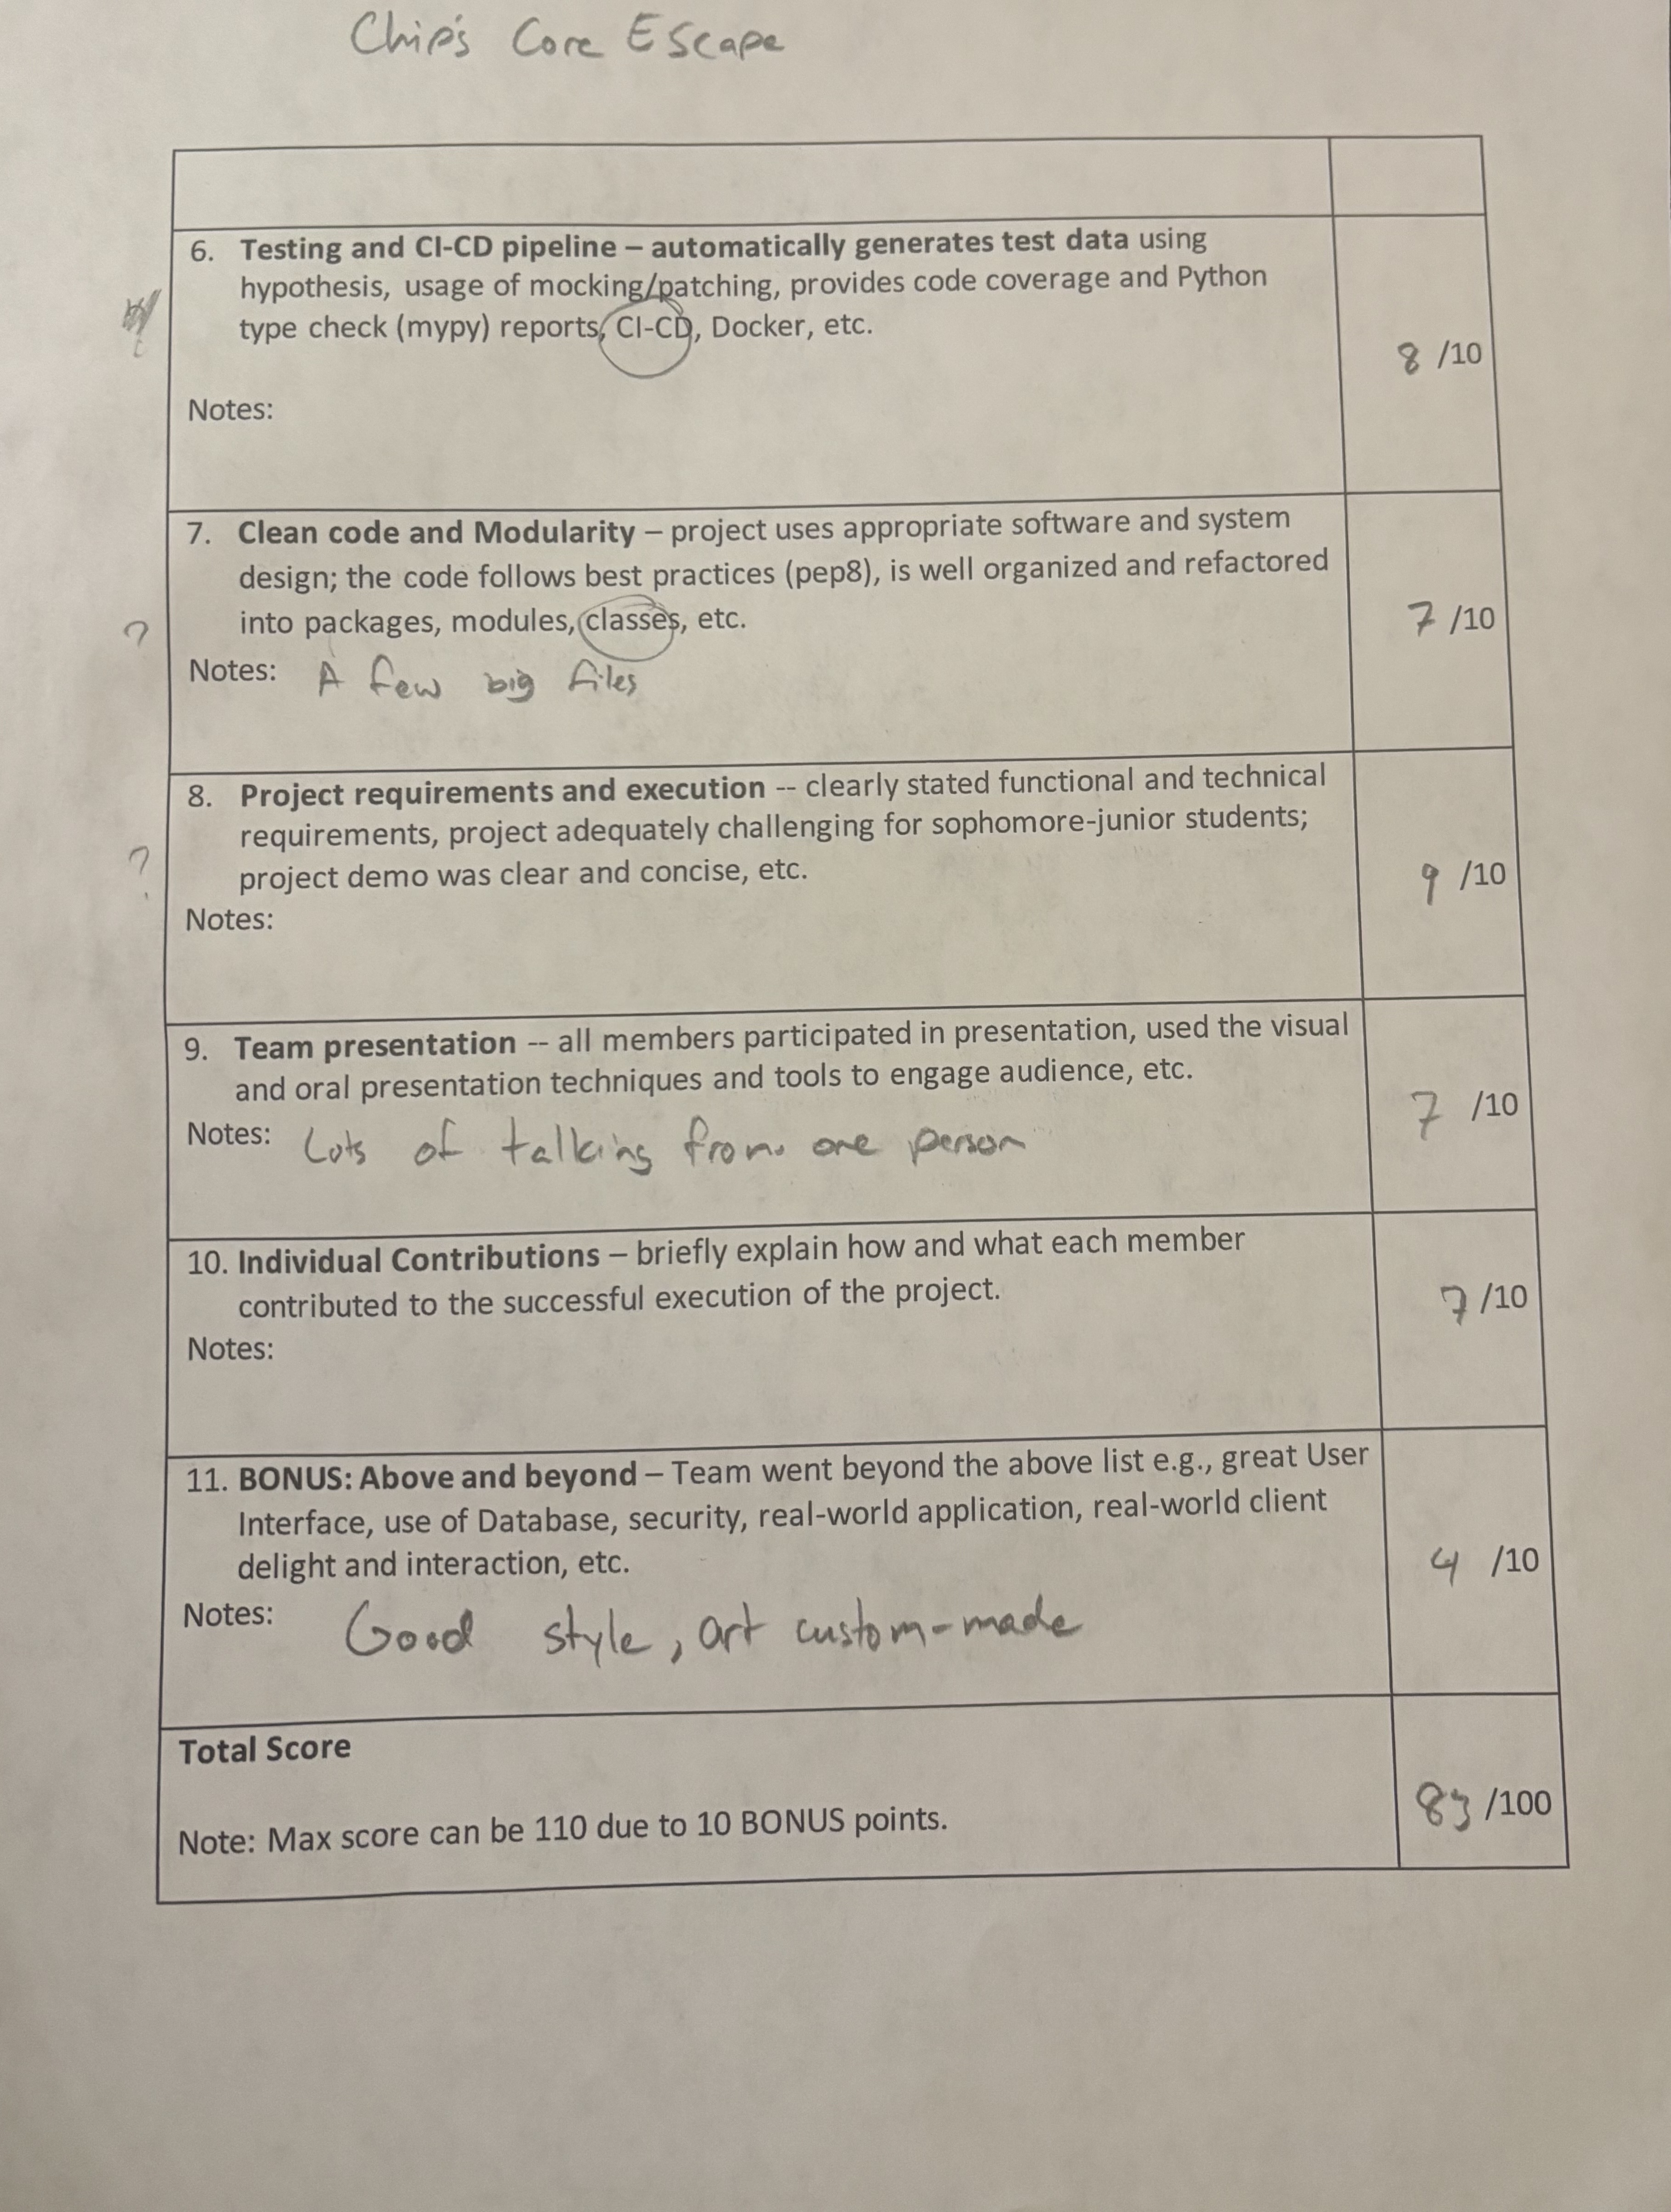 Chip's Core Escape
6. Testing and CI-CD pipeline – automatically generates test data using
hypothesis, usage of mocking/patching, provides code coverage and Python
type check (mypy) reports, CI-CD, Docker, etc.
8 /10
Notes:
7. Clean code and Modularity – project uses appropriate software and system
design; the code follows best practices (pep8), is well organized and refactored
into packages, modules, classes, etc.
?
7 /10
Notes: A few big files
8. Project requirements and execution -- clearly stated functional and technical
requirements, project adequately challenging for sophomore-junior students;
?
project demo was clear and concise, etc.
9 /10
Notes:
9. Team presentation -- all members participated in presentation, used the visual
and oral presentation techniques and tools to engage audience, etc.
7 /10
Notes: Lots of talking from one person
10. Individual Contributions – briefly explain how and what each member
contributed to the successful execution of the project.
7 /10
Notes:
11. BONUS: Above and beyond – Team went beyond the above list e.g., great User
Interface, use of Database, security, real-world application, real-world client
delight and interaction, etc.
4 /10
Notes: Good style, art custom-made
Total Score
83 /100
Note: Max score can be 110 due to 10 BONUS points.